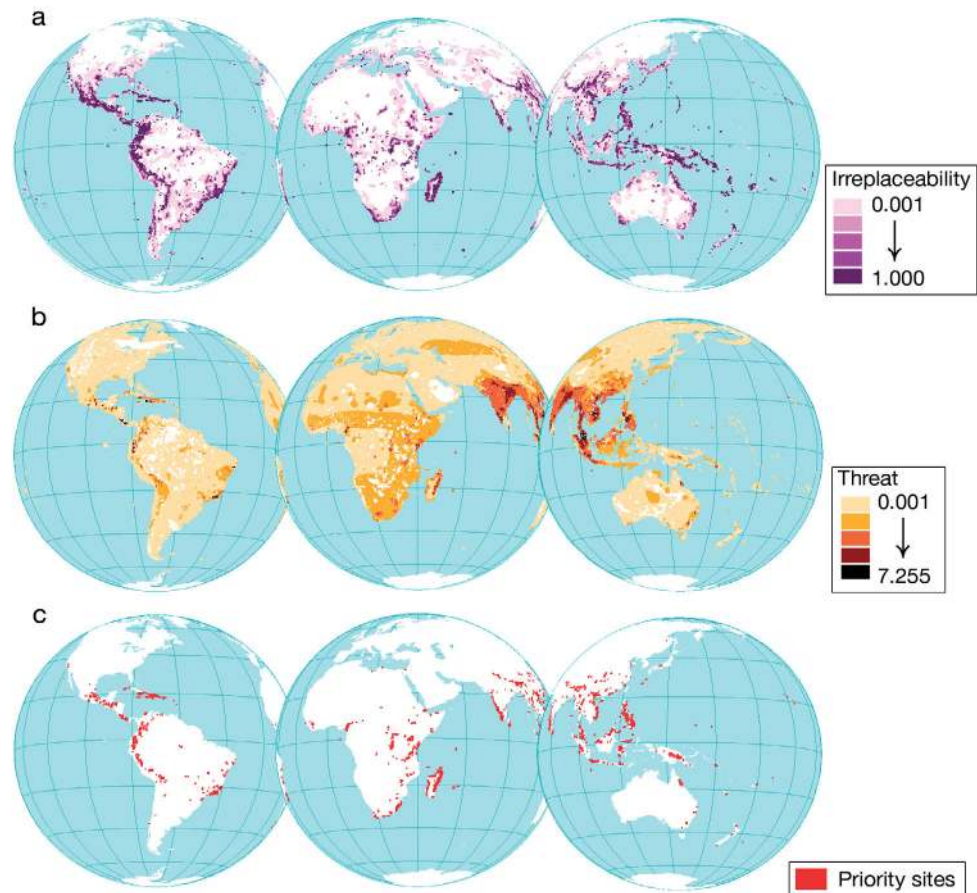 a
Irreplaceability
0.001
1.000
b
Threat
0.001
7.255
c
Priority sites